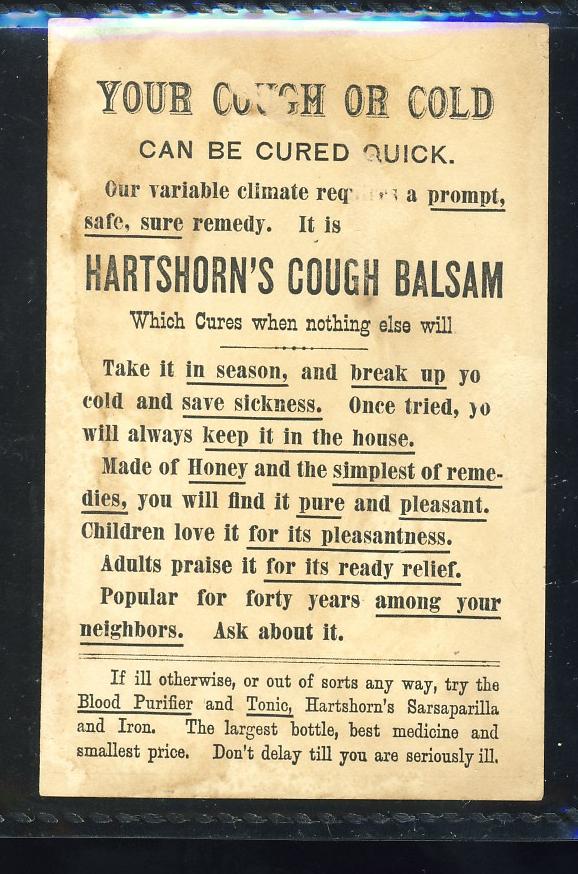 YOUR COUGH OR COLD
CAN BE CURED QUICK.
Our variable climate a prompt,
safe, sure remedy. It is
HARTSHORN'S COUGH BALSAM
Which Cures when nothing else will
Take it in season, and break up yo
cold and save sickness. Once tried, yo
will always keep it in the house.
Made of Honey and the simplest of reme-
dies, you will find it pure and pleasant.
Children love it for its pleasantness.
Adults praise it for its ready relief.
Popular for forty years among your
neighbors. Ask about it.
If ill otherwise, or out of sorts any way, try the
Blood Purifier and Tonic, Hartshorn's Sarsaparilla
and Iron. The largest bottle, best medicine and
smallest price. Don't delay till you are seriously ill.